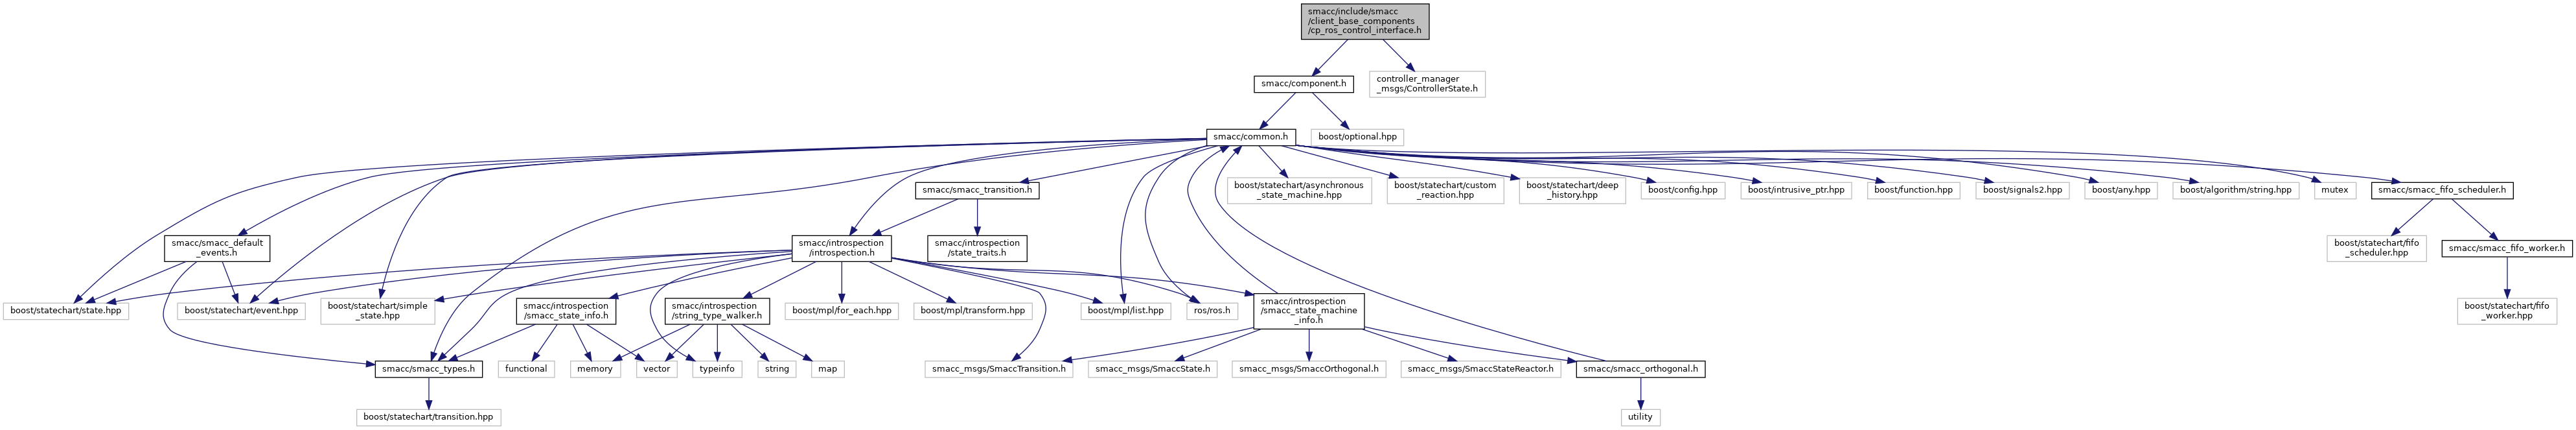 smacc/include/smacc
/client_base_components
/cp_ros_control_interface.h
smacc/component.h
controller_manager
_msgs/ControllerState.h
smacc/common.h
boost/optional.hpp
smacc/smacc_transition.h
boost/statechart/asynchronous
_state_machine.hpp
boost/statechart/custom
_reaction.hpp
boost/statechart/deep
_history.hpp
boost/config.hpp
boost/intrusive_ptr.hpp
boost/function.hpp
boost/signals2.hpp
boost/any.hpp
boost/algorithm/string.hpp
mutex
smacc/smacc_fifo_scheduler.h
smacc/smacc_default
_events.h
smacc/introspection
/introspection.h
smacc/introspection
/state_traits.h
boost/statechart/fifo
_scheduler.hpp
smacc/smacc_fifo_worker.h
boost/statechart/state.hpp
boost/statechart/event.hpp
boost/statechart/simple
_state.hpp
smacc/introspection
/smacc_state_info.h
smacc/introspection
/string_type_walker.h
boost/mpl/for_each.hpp
boost/mpl/transform.hpp
boost/mpl/list.hpp
ros/ros.h
smacc/introspection
/smacc_state_machine
_info.h
boost/statechart/fifo
_worker.hpp
smacc/smacc_types.h
functional
memory
vector
typeinfo
string
map
smacc_msgs/SmaccTransition.h
smacc_msgs/SmaccState.h
smacc_msgs/SmaccOrthogonal.h
smacc_msgs/SmaccStateReactor.h
smacc/smacc_orthogonal.h
boost/statechart/transition.hpp
utility